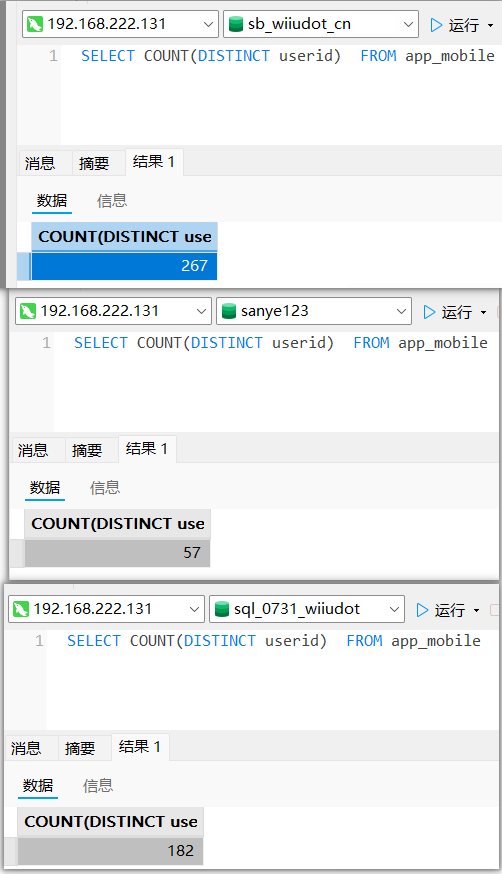 192.168.222.131 sb_wiiudot_cn 运行
1 SELECT COUNT(DISTINCT userid) FROM app_mobile
消息 摘要 结果 1
数据 信息
COUNT(DISTINCT use
267
192.168.222.131 sanye123 运行
1 SELECT COUNT(DISTINCT userid) FROM app_mobile
消息 摘要 结果 1
数据 信息
COUNT(DISTINCT use
57
192.168.222.131 sql_0731_wiiudot 运行
1 SELECT COUNT(DISTINCT userid) FROM app_mobile
消息 摘要 结果 1
数据 信息
COUNT(DISTINCT use
182